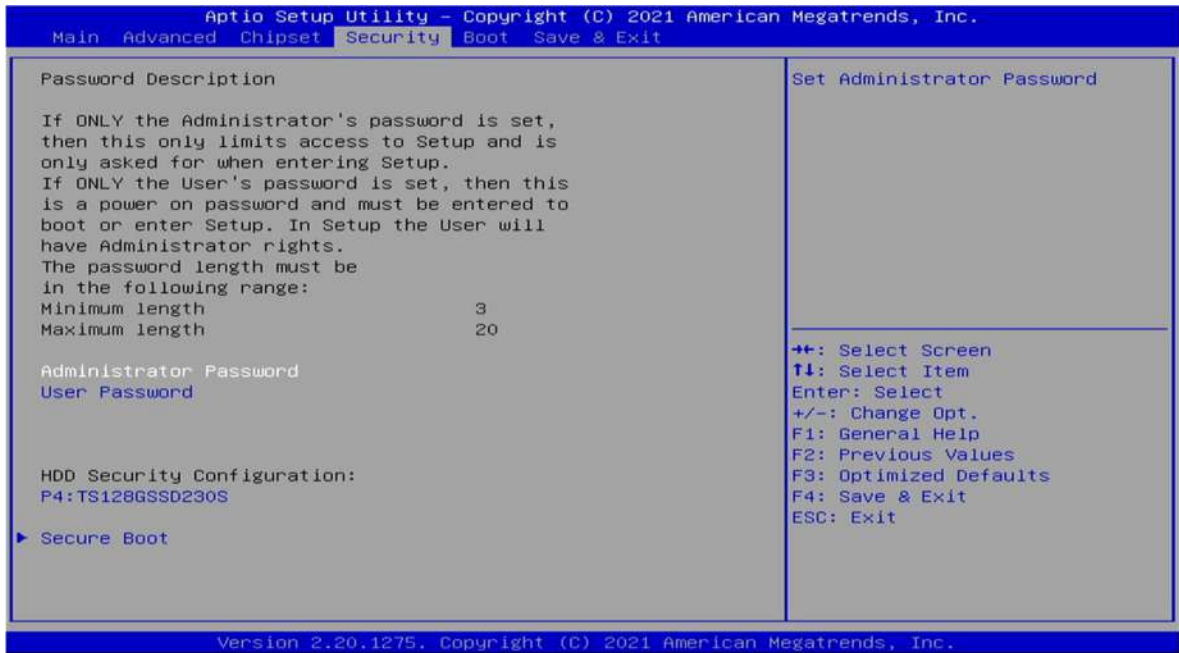 Aptio Setup Utility – Copyright (C) 2021 American Megatrends, Inc.
Main Advanced Chipset Security Boot Save & Exit
Password Description
If ONLY the Administrator's password is set,
then this only limits access to Setup and is
only asked for when entering Setup.
If ONLY the User's password is set, then this
is a power on password and must be entered to
boot or enter Setup. In Setup the User will
have Administrator rights.
The password length must be
in the following range:
Minimum length 3
Maximum length 20
Administrator Password
User Password
HDD Security Configuration:
P4:TS128GSSD230S
► Secure Boot
Set Administrator Password
→←: Select Screen
↑↓: Select Item
Enter: Select
+/-: Change Opt.
F1: General Help
F2: Previous Values
F3: Optimized Defaults
F4: Save & Exit
ESC: Exit
Version 2.20.1275. Copyright (C) 2021 American Megatrends, Inc.